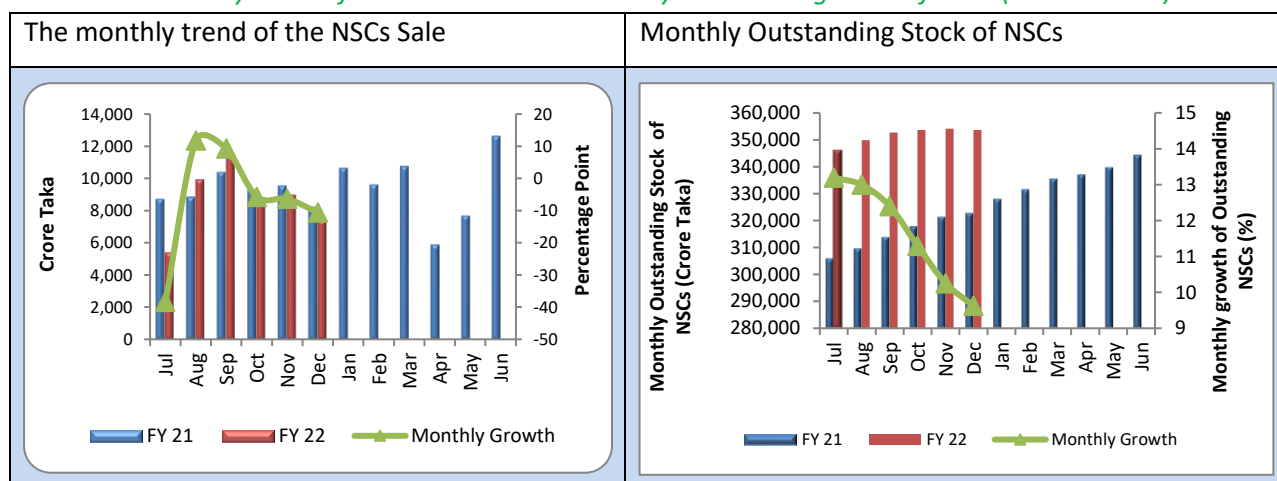 The monthly trend of the NSCs Sale
Crore Taka
14,000
12,000
10,000
8,000
6,000
4,000
2,000
0
20
10
0
-10
-20
-30
-40
-50
Percentage Point
Jul
Aug
Sep
Oct
Nov
Dec
Jan
Feb
Mar
Apr
May
Jun
FY 21
FY 22
Monthly Growth
Monthly Outstanding Stock of NSCs
Monthly Outstanding Stock of
NSCs (Crore Taka)
360,000
350,000
340,000
330,000
320,000
310,000
300,000
290,000
280,000
15
14
13
12
11
10
9
Monthly growth of Outstanding
NSCs (%)
Jul
Aug
Sep
Oct
Nov
Dec
Jan
Feb
Mar
Apr
May
Jun
FY 21
FY 22
Monthly Growth